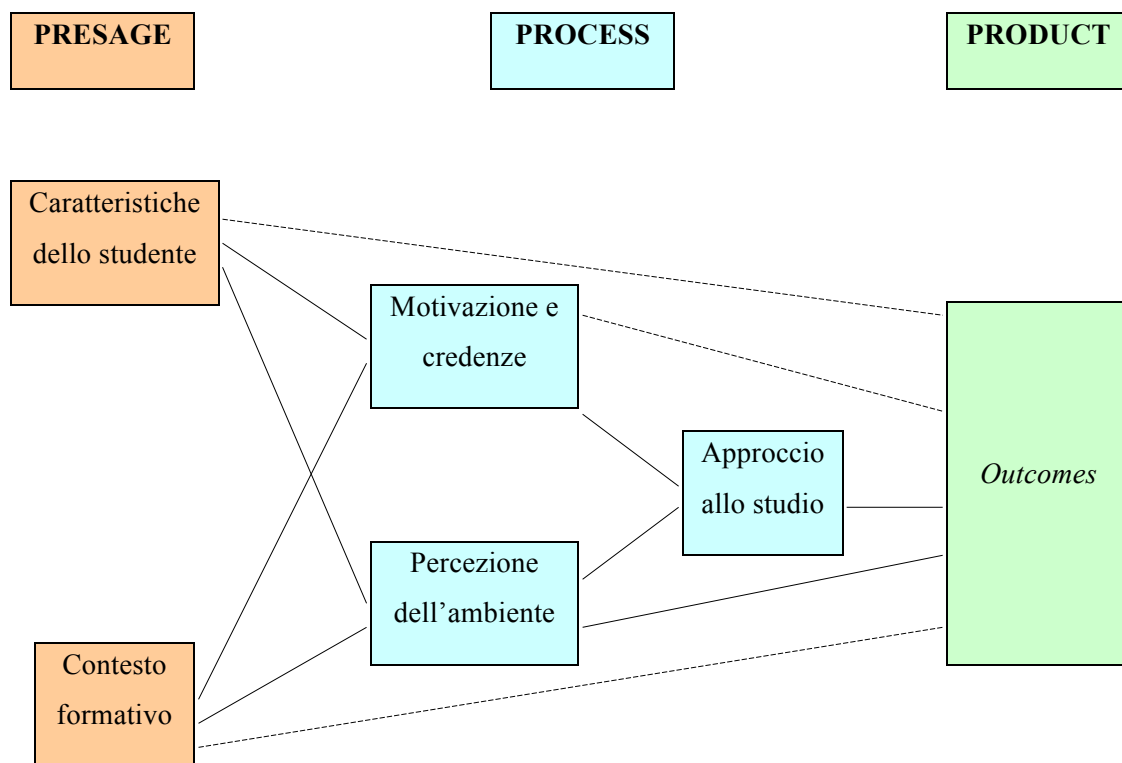 PRESAGE
PROCESS
PRODUCT
Caratteristiche
dello studente
Motivazione e
credenze
Approccio
allo studio
Outcomes
Percezione
dell’ambiente
Contesto
formativo